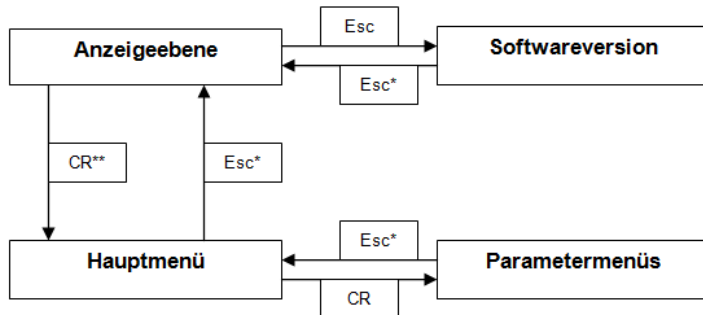 Esc
Anzeigeebene
Softwareversion
Esc*
CR**
Esc*
Esc*
Hauptmenü
Parametermenüs
CR